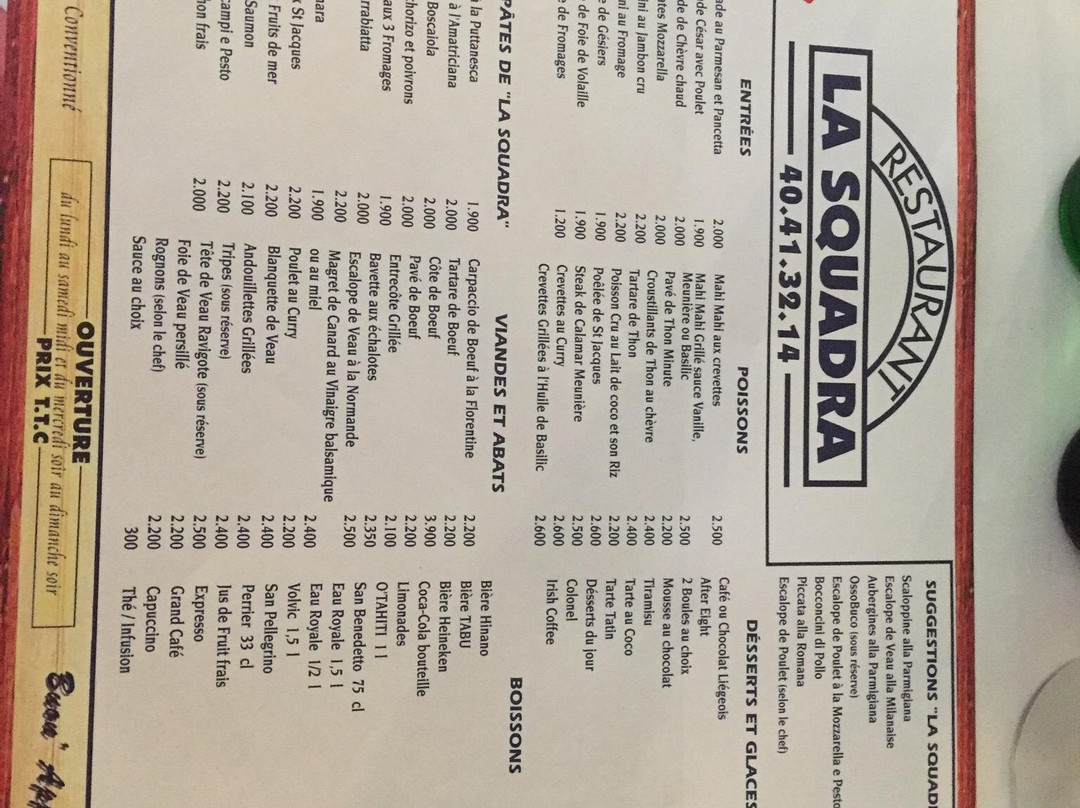 RESTAURANT
LA SQUADRA
40.41.32.14
SUGGESTIONS "LA SQUAD
Scaloppine alla Parmigiana
Escalope de Veau alla Milanaise
Aubergines alla Parmigiana
OssoBuco (sous réserve)
Escalope de Poulet à la Mozzarella e Pesto
Bocconcini di Pollo
Piccata alla Romana
Escalope de Poulet (selon le chef)
ENTRÉES
ade au Parmesan et Pancetta 2.000
de César avec Poulet 1.900
de de Chèvre chaud 2.000
ates Mozzarella 2.000
ni au Jambon cru 2.200
ni au Fromage 2.200
e de Gésiers 1.900
de Foie de Volaille 1.900
e de Fromages 1.200
PÂTES DE "LA SQUADRA"
à la Puttanesca 1.900
à l'Amatriciana 2.000
Boscaiola 2.000
chorizo et poivrons 2.000
aux 3 Fromages 1.900
rrabiatta 2.000
2.200
nara 1.900
x St Jacques 2.200
Fruits de mer 2.200
Saumon 2.100
campi e Pesto 2.200
non frais 2.000
POISSONS
Mahi Mahi aux crevettes 2.500
Mahi Mahi Grillé sauce Vanille,
Meunière ou Basilic 2.500
Pavé de Thon Minute 2.200
Croustillante de Thon au chèvre 2.400
Tartare de Thon 2.400
Poisson Cru au Lait de coco et son Riz 2.200
Poêlée de St Jacques 2.600
Steak de Calamar Meunière 2.500
Crevettes au Curry 2.600
Crevettes Grillées à l'Huile de Basilic 2.600
VIANDES ET ABATS
Carpaccio de Boeuf à la Florentine 2.200
Tartare de Boeuf 2.200
Côte de Boeuf 3.900
Pavé de Boeuf 2.200
Entrecôte Grillée 2.100
Bavette aux échalotes 2.350
Escalope de Veau à la Normande 2.500
Magret de Canard au Vinaigre balsamique
ou au miel 2.400
Poulet au Curry 2.200
Blanquette de Veau 2.400
Andouillettes Grillées 2.400
Tripes (sous réserve) 2.400
Tête de Veau Ravigote (sous réserve) 2.500
Foie de Veau persillé 2.200
Rognons (selon le chef) 2.200
Sauce au choix 300
DÉSSERTS ET GLACES
Café ou Chocolat Liégeois
After Eight
2 Boules au choix
Mousse au chocolat
Tiramisu
Tarte au Coco
Tarte Tatin
Désserts du jour
Colonel
Irish Coffee
BOISSONS
Bière Hinano
Bière TABU
Bière Heineken
Coca-Cola bouteille
Limonades
O'TAHITI 1 l
San Benedetto 75 cl
Eau Royale 1,5 l
Eau Royale 1/2 l
Volvic 1,5 l
San Pellegrino
Perrier 33 cl
Jus de Fruit frais
Expresso
Grand Café
Capuccino
Thé / Infusion
OUVERTURE
Conventionné du lundi au samedi midi et du mercredi soir au dimanche soir Buon' App
PRIX T.T.C